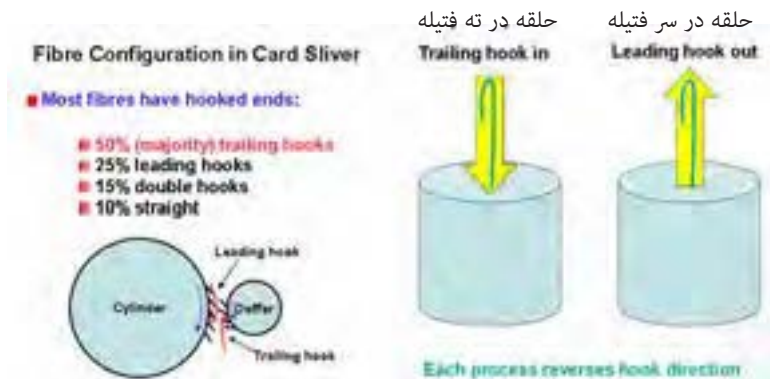 حلقه در ته فتیله
حلقه در سر فتیله
Fibre Configuration in Card Sliver
Trailing hook in
Leading hook out
Most fibres have hooked ends:
50% (majority) trailing hooks
25% leading hooks
15% double hooks
10% straight
Leading hook
Cylinder
Doffer
Trailing hook
Each process reverses hook direction